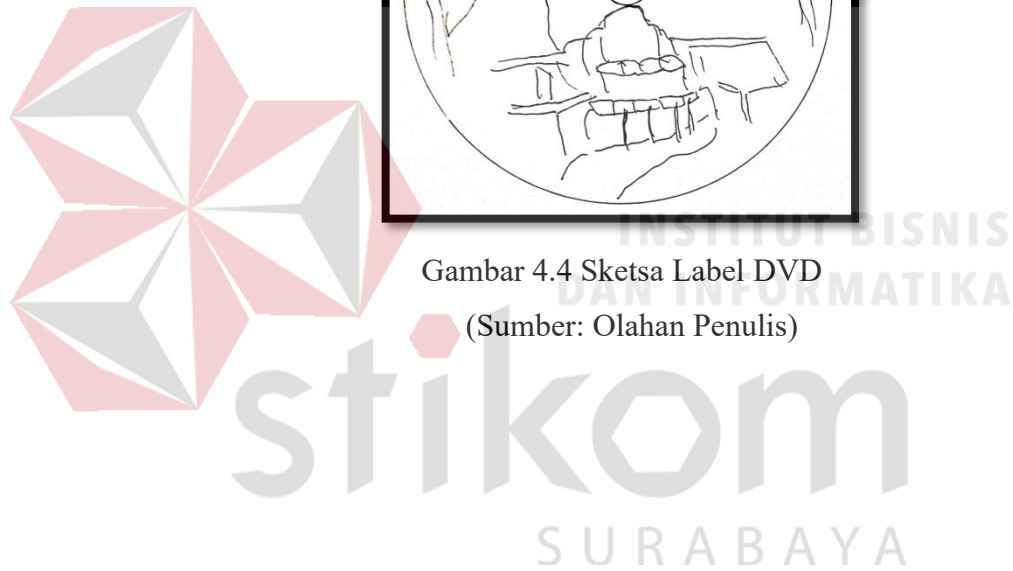 INSTITUT BISNIS
DAN INFORMATIKA
Gambar 4.4 Sketsa Label DVD
(Sumber: Olahan Penulis)
stikom
SURABAYA